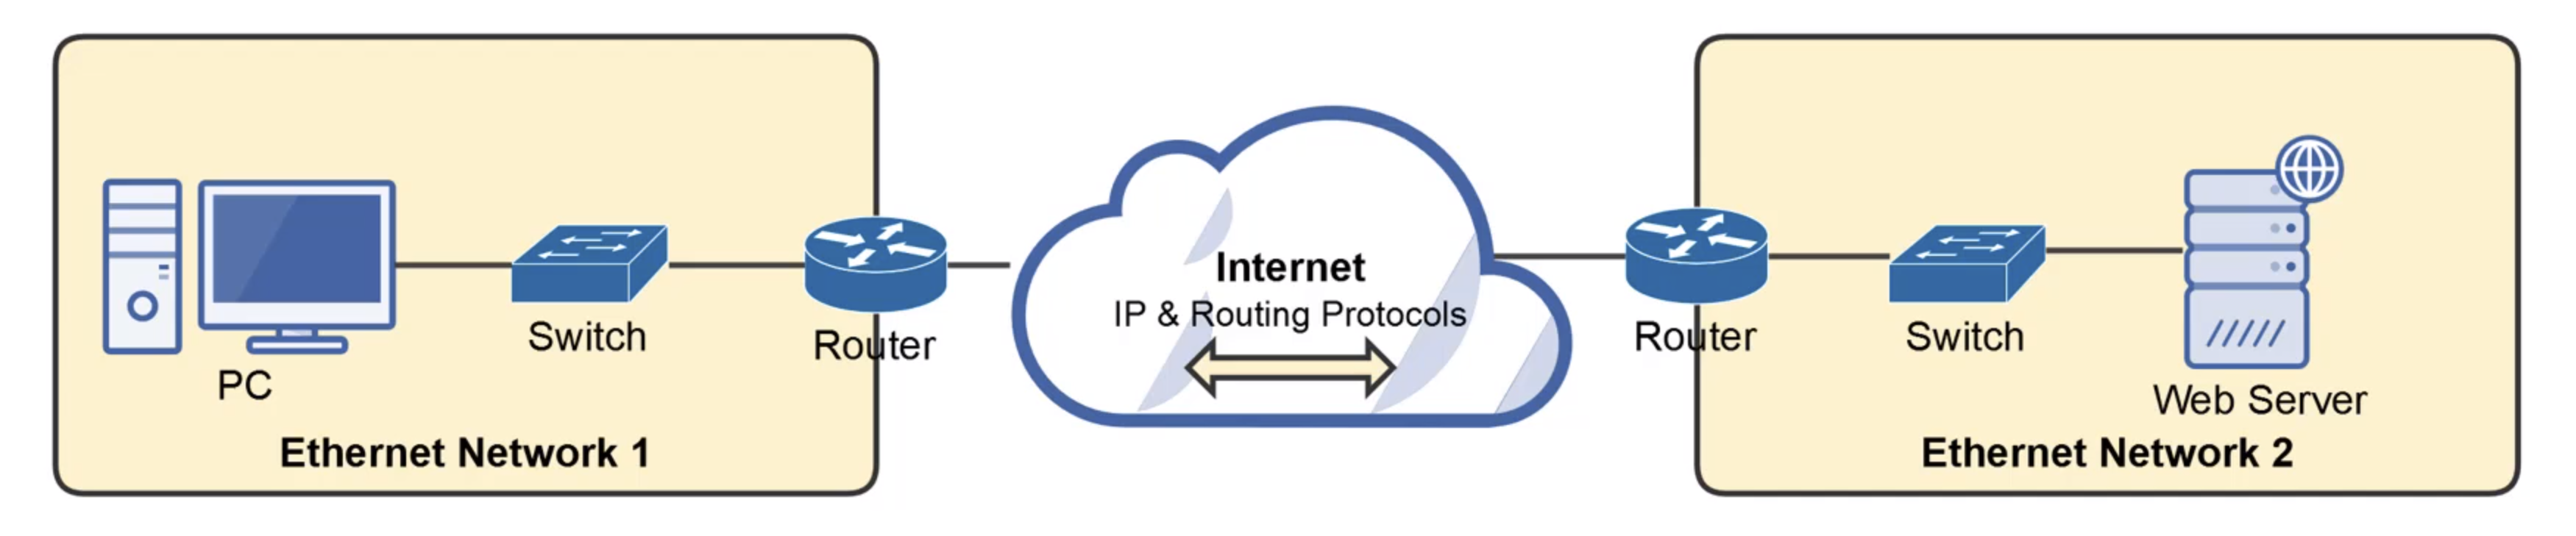 Internet
IP & Routing Protocols
Switch
Router
PC
Ethernet Network 1
Router
Switch
Web Server
Ethernet Network 2